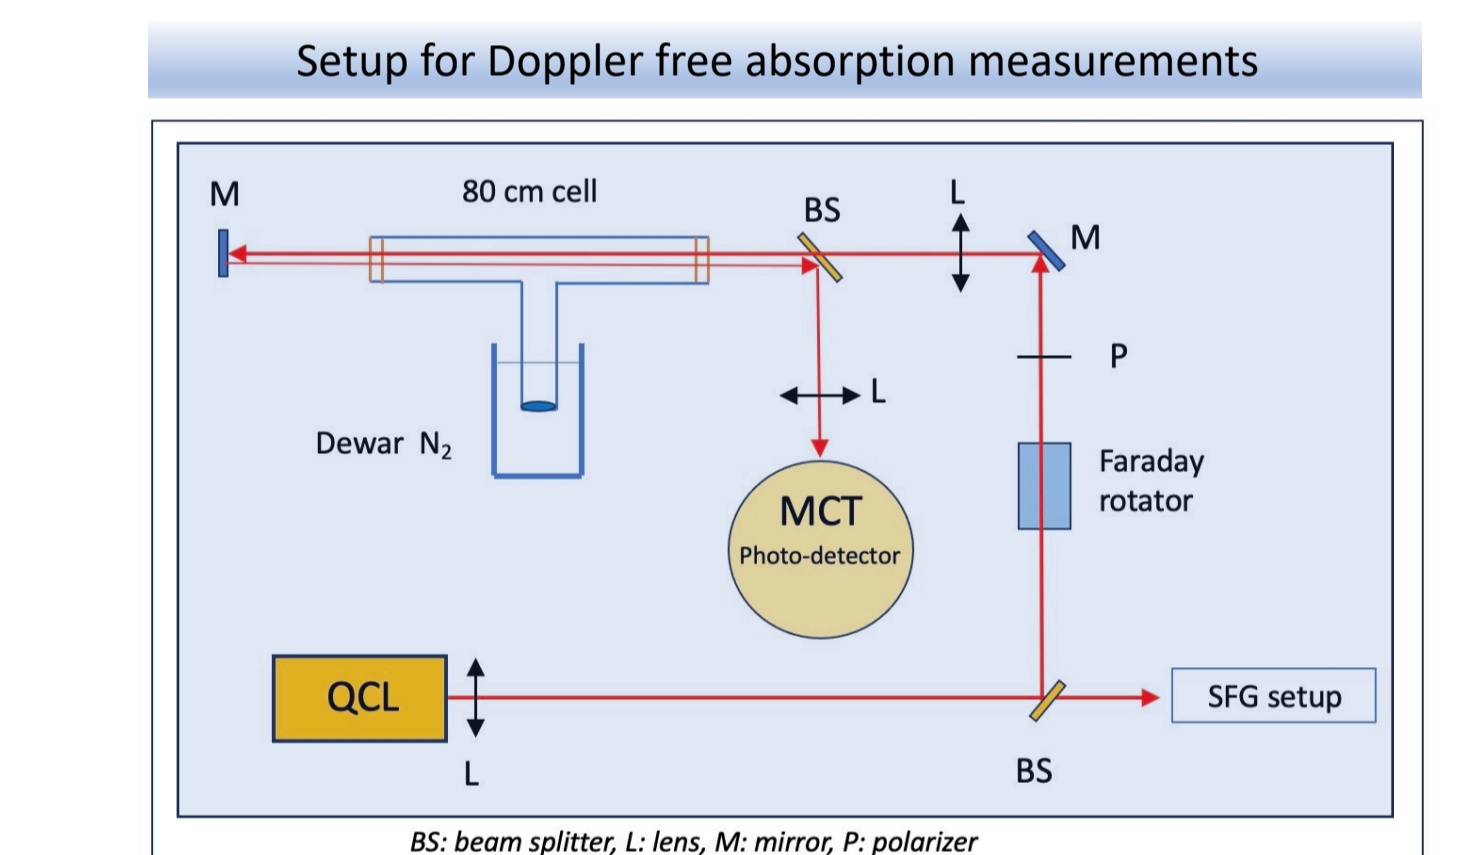 Setup for Doppler free absorption measurements
M
80 cm cell
BS
L
M
P
L
Dewar N₂
Faraday
rotator
MCT
Photo-detector
QCL
SFG setup
L
BS
BS: beam splitter, L: lens, M: mirror, P: polarizer